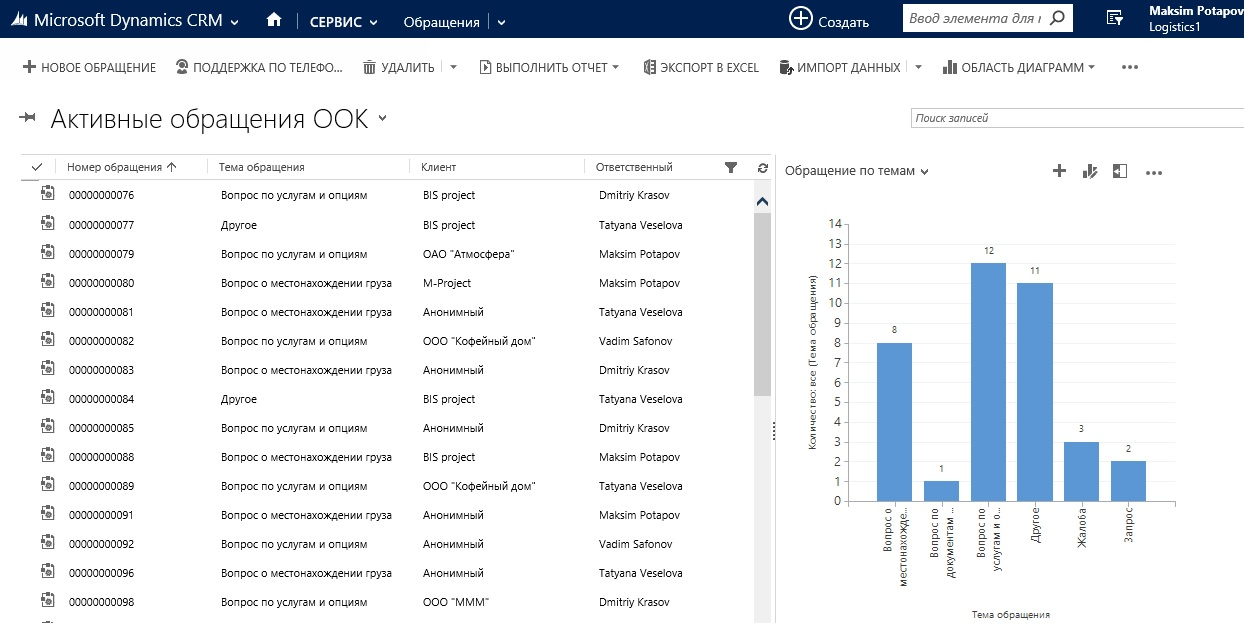 Microsoft Dynamics CRM СЕРВИС Обращения Создать Ввод элемента для Maksim Potapov
Logistics1
НОВОЕ ОБРАЩЕНИЕ ПОДДЕРЖКА ПО ТЕЛЕФО... УДАЛИТЬ ВЫПОЛНИТЬ ОТЧЕТ ЭКСПОРТ В EXCEL ИМПОРТ ДАННЫХ ОБЛАСТЬ ДИАГРАММ
Активные обращения ООК
Поиск записей
Номер обращения Тема обращения Клиент Ответственный
00000000076 Вопрос по услугам и опциям BIS project Dmitriy Krasov
00000000077 Другое BIS project Tatyana Veselova
00000000079 Вопрос по услугам и опциям ОАО "Атмосфера" Maksim Potapov
00000000080 Вопрос о местонахождении груза M-Project Maksim Potapov
00000000081 Вопрос о местонахождении груза Анонимный Tatyana Veselova
00000000082 Вопрос по услугам и опциям ООО "Кофейный дом" Vadim Safonov
00000000083 Вопрос о местонахождении груза Анонимный Dmitriy Krasov
00000000084 Другое BIS project Tatyana Veselova
00000000085 Вопрос по услугам и опциям Анонимный Dmitriy Krasov
00000000088 Вопрос о местонахождении груза BIS project Maksim Potapov
00000000089 Вопрос по услугам и опциям ООО "Кофейный дом" Tatyana Veselova
00000000091 Вопрос о местонахождении груза Анонимный Maksim Potapov
00000000092 Вопрос по услугам и опциям Анонимный Vadim Safonov
00000000096 Вопрос о местонахождении груза Анонимный Tatyana Veselova
00000000098 Вопрос по услугам и опциям ООО "МММ" Dmitriy Krasov
Обращение по темам
Количество: все (Тема обращения)
14
13
12
11
10
9
8
7
6
5
4
3
2
1
0
8
1
12
11
3
2
Вопрос о
местонахожде...
Вопрос по
документам ...
Вопрос по
услугам и о...
Другое
Жалоба
Запрос
Тема обращения